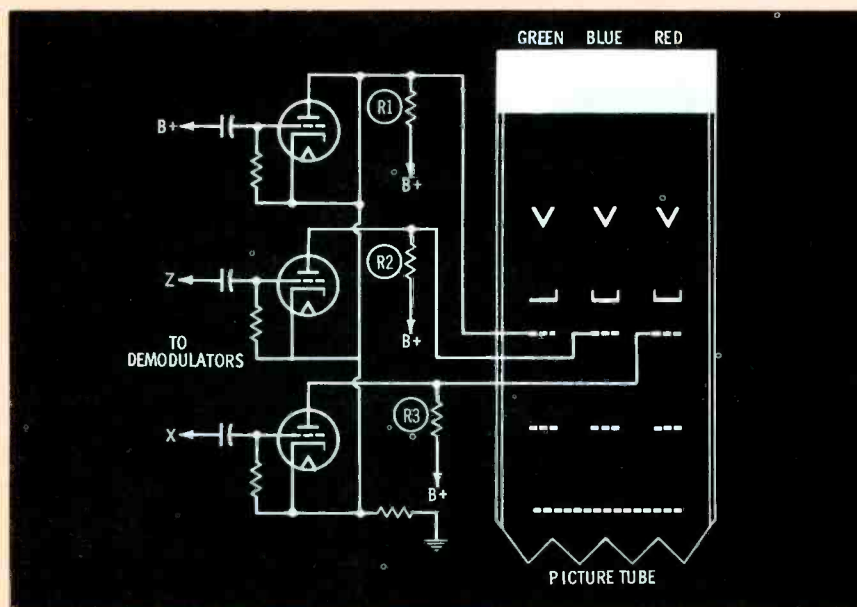 GREEN BLUE RED
R1
B+
B+
Z
R2
B+
TO
DEMODULATORS
X
R3
B+
PICTURE TUBE